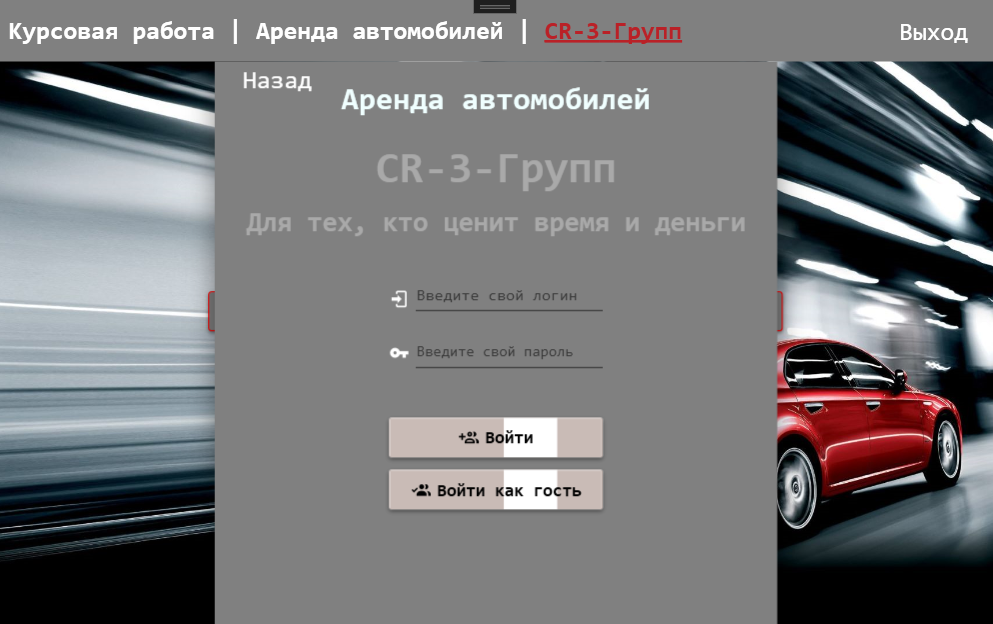 Курсовая работа | Аренда автомобилей | CR-3-Групп
Выход
Назад
Аренда автомобилей
CR-3-Групп
Для тех, кто ценит время и деньги
Введите свой логин
Введите свой пароль
Войти
Войти как гость